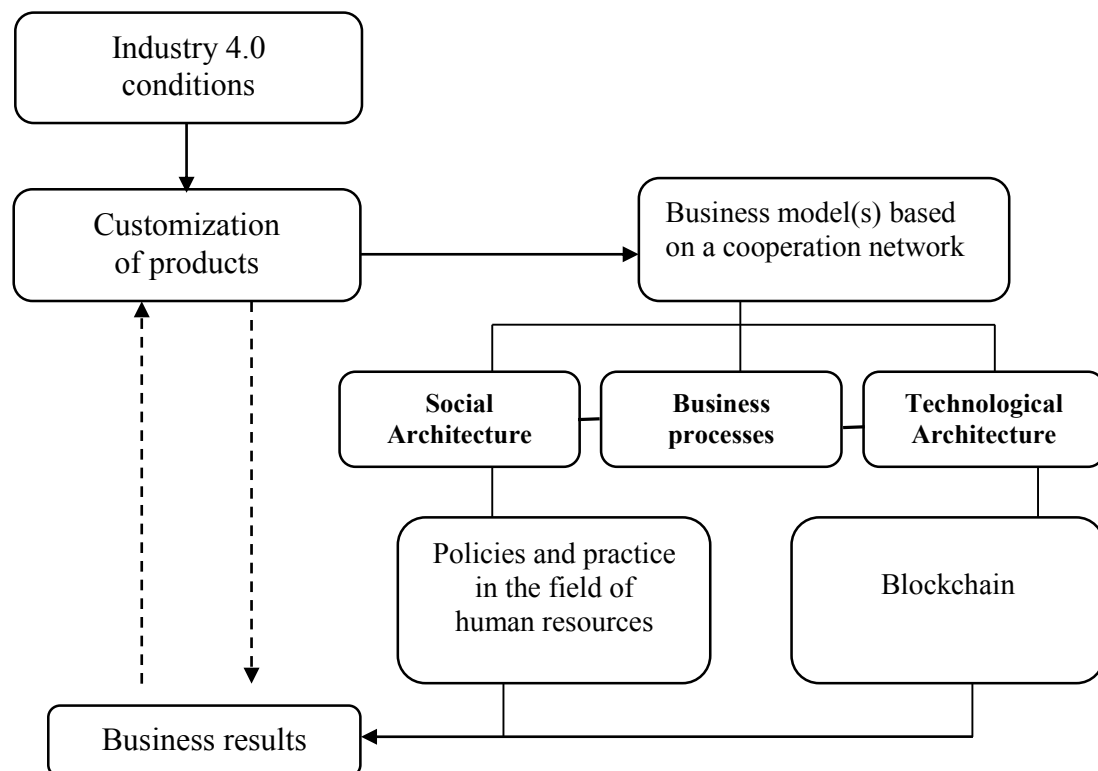 Industry 4.0
conditions
Customization
of products
Business model(s) based
on a cooperation network
Social
Architecture
Business
processes
Technological
Architecture
Policies and practice
in the field of
human resources
Blockchain
Business results